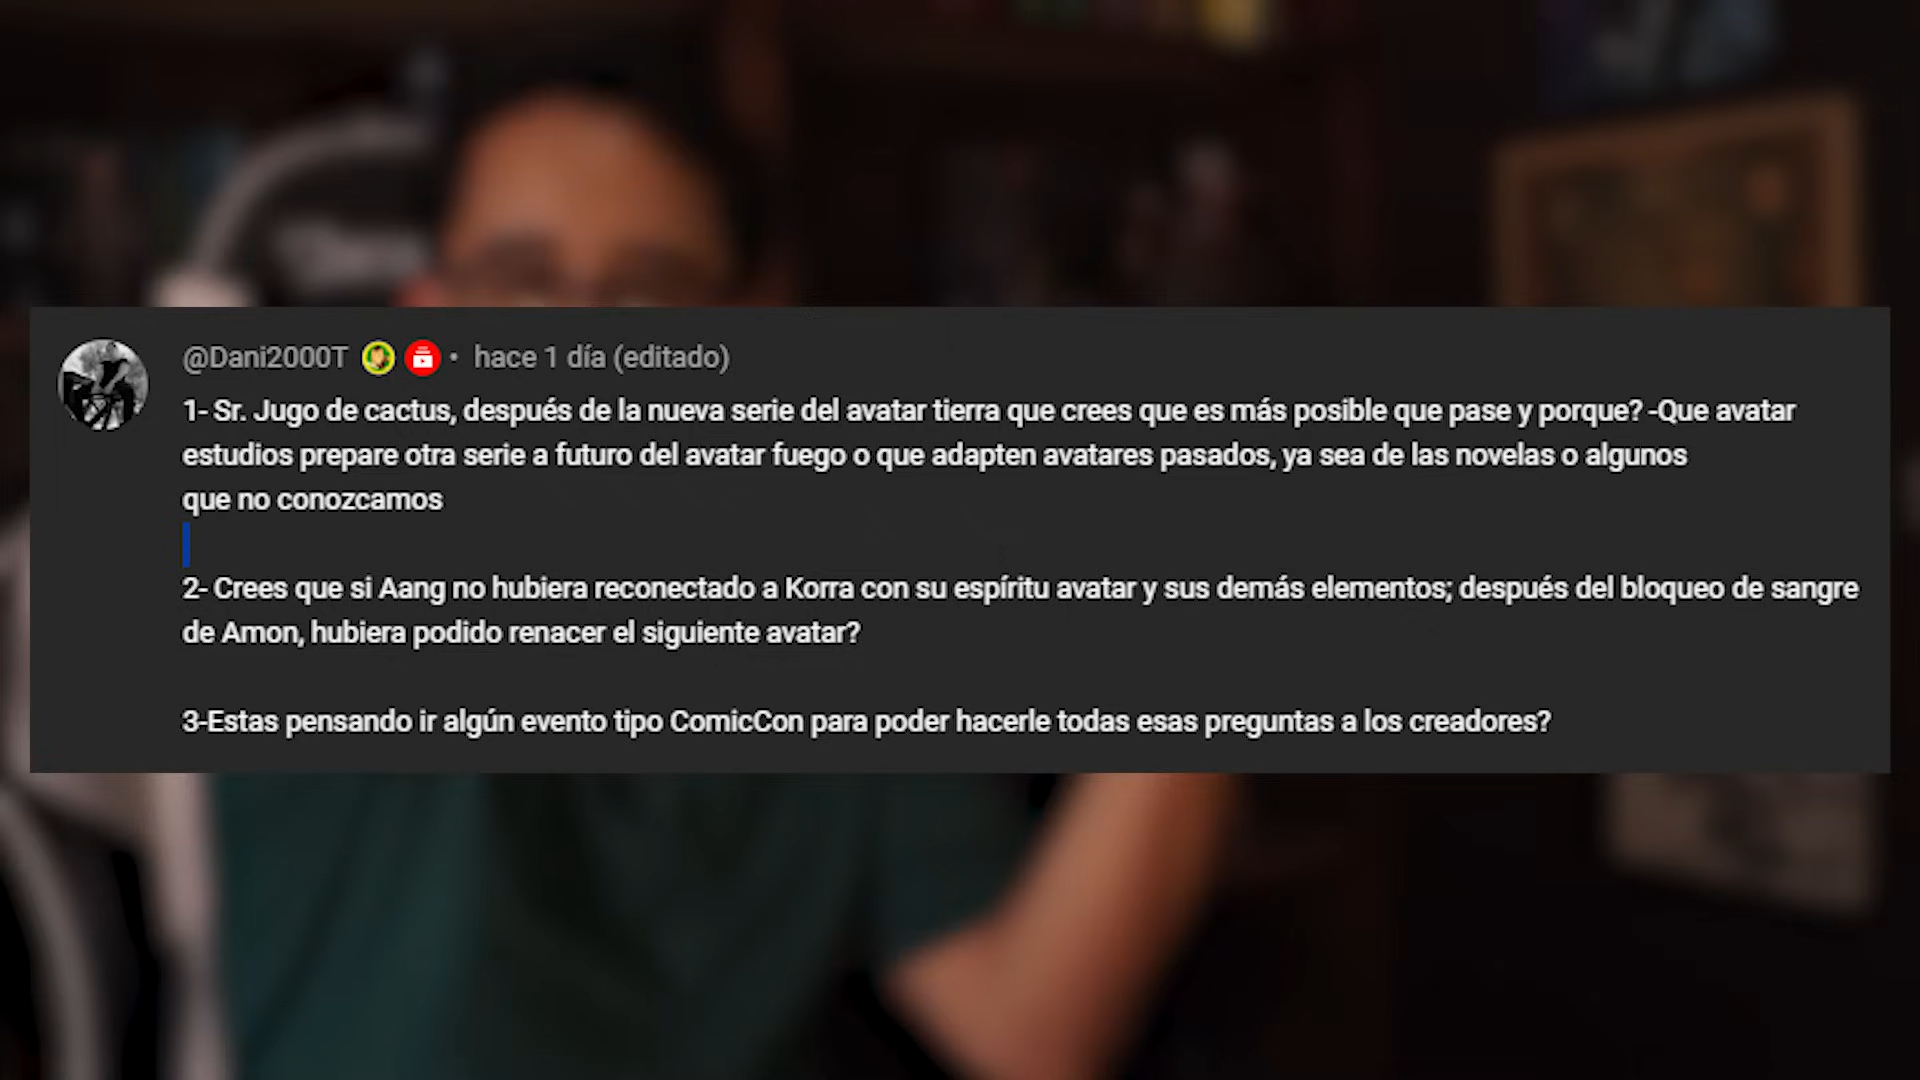 @Dani2000T • hace 1 día (editado)
1- Sr. Jugo de cactus, después de la nueva serie del avatar tierra que crees que es más posible que pase y porque? -Que avatar
estudios prepare otra serie a futuro del avatar fuego o que adapten avatares pasados, ya sea de las novelas o algunos
que no conozcamos
2- Crees que si Aang no hubiera reconectado a Korra con su espíritu avatar y sus demás elementos; después del bloqueo de sangre
de Amon, hubiera podido renacer el siguiente avatar?
3-Estas pensando ir algún evento tipo ComicCon para poder hacerle todas esas preguntas a los creadores?